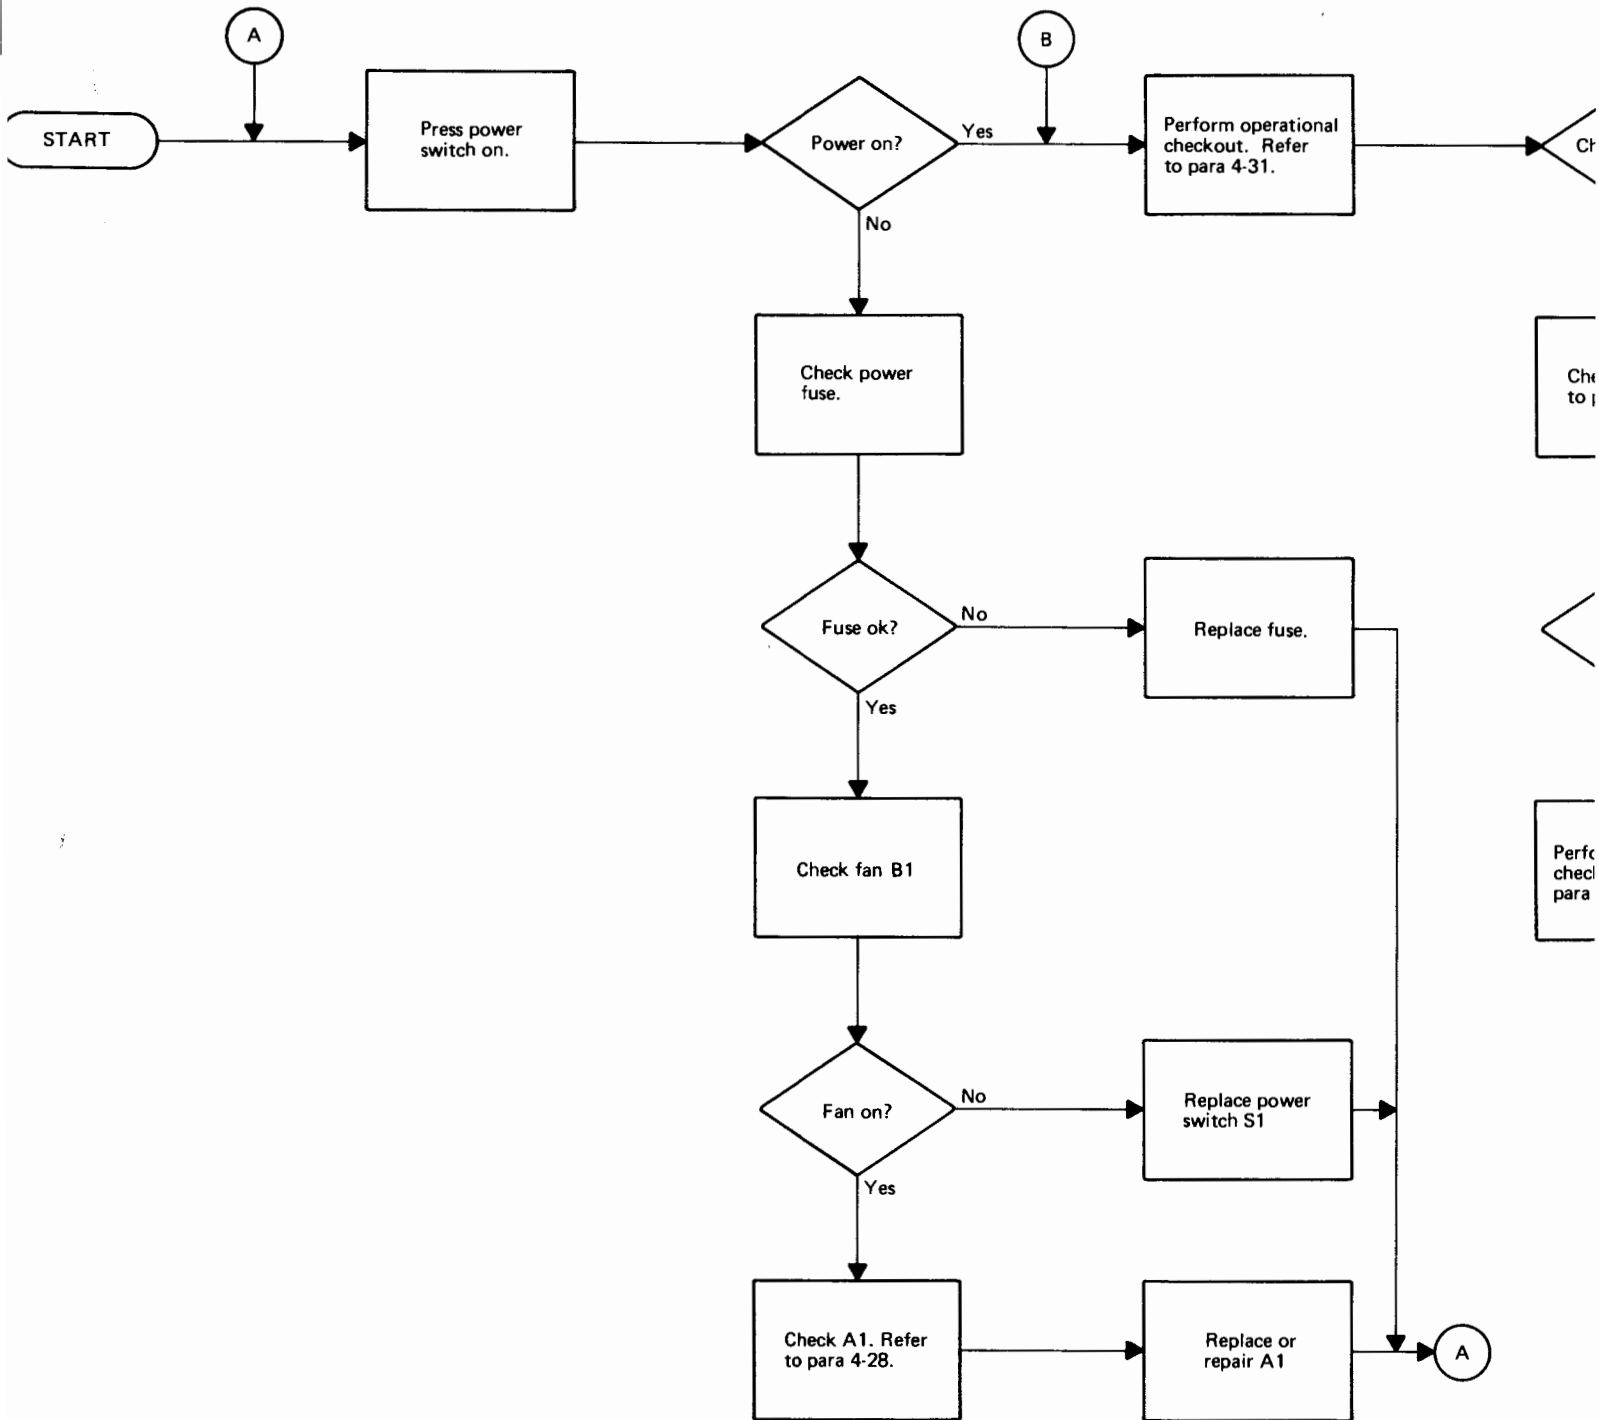 A
B
START
Press power
switch on.
Power on?
Yes
Perform operational
checkout. Refer
to para 4-31.
No
Check power
fuse.
to
Fuse ok?
No
Replace fuse.
Yes
Check fan B1
para
Fan on?
No
Replace power
switch S1
Yes
Check A1. Refer
to para 4-28.
Replace or
repair A1
A